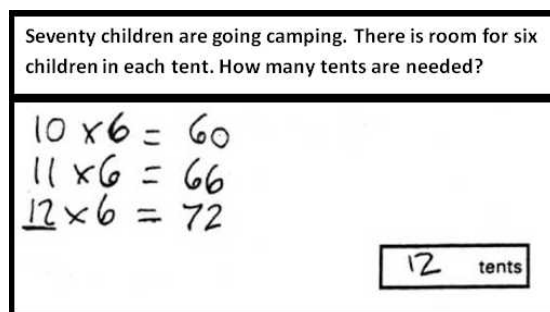 Seventy children are going camping. There is room for six
children in each tent. How many tents are needed?
10 x 6 = 60
11 x 6 = 66
12 x 6 = 72
12 tents